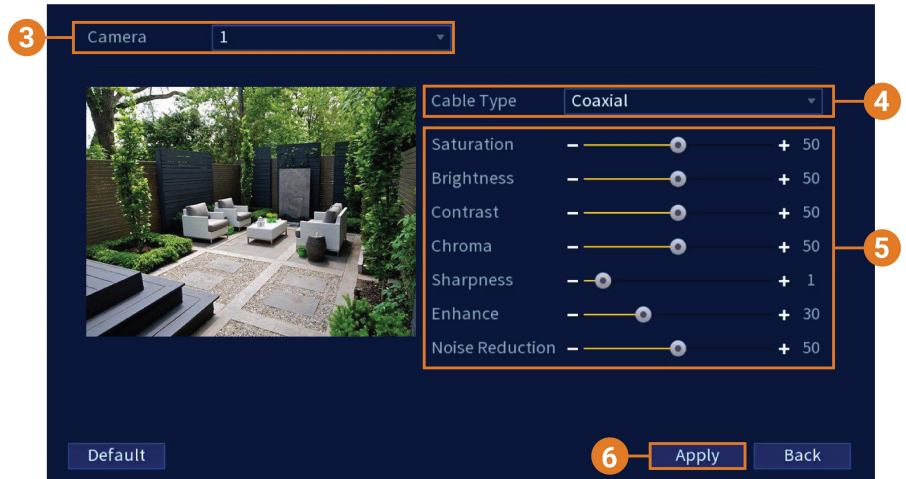 3 Camera 1
Cable Type Coaxial 4
Saturation - + 50
Brightness - + 50
Contrast - + 50
Chroma - + 50 5
Sharpness - + 1
Enhance - + 30
Noise Reduction - + 50
Default 6 Apply Back